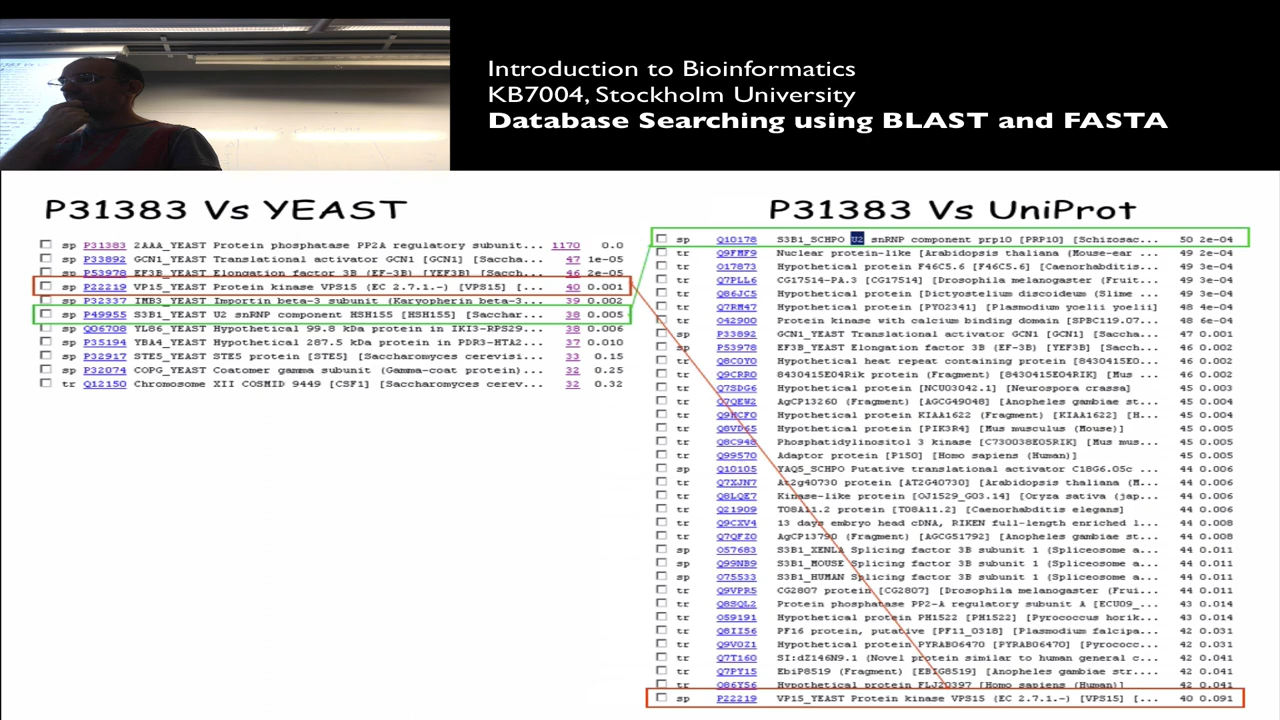 Introduction to Bioinformatics
KB7004, Stockholm University
Database Searching using BLAST and FASTA
P31383 Vs YEAST
sp P31383 2AAA_YEAST Protein phosphatase PP2A regulatory subunit... 1170 0.0
sp P33892 GCN1_YEAST Translational activator GCN1 [GCN1] (Saccha... 47 1e-05
sp P53978 EF3B_YEAST Elongation factor 3B (EF-3B) [YEF3B] [Sacch... 46 2e-05
sp P22219 VP15_YEAST Protein kinase VPS15 (EC 2.7.1.-) [VPS15] [... 40 0.001
sp P32337 IMB3_YEAST Importin beta-3 subunit (Karyopherin beta-3... 39 0.002
sp P49955 S3B1_YEAST U2 snRNP component HSH155 [HSH155] [Sacchar... 38 0.005
sp Q06708 YL86_YEAST Hypothetical 99.8 kDa protein in IKI3-RPS29... 38 0.006
sp P35194 YBA4_YEAST Hypothetical 287.5 kDa protein in PDR3-HTA2... 37 0.010
sp P32917 STE5_YEAST STE5 protein [STE5] [Saccharomyces cerevisi... 33 0.15
sp P32074 COPG_YEAST Coatomer gamma subunit (Gamma-coat protein)... 32 0.25
tr Q12150 Chromosome XII COSMID 9449 [CSF1] [Saccharomyces cerev... 32 0.32
P31383 Vs UniProt
sp Q10178 S3B1_SCHPO U2 snRNP component prp10 [PRP10] [Schizosac... 50 2e-04
tr Q9FMF9 Nuclear protein-like [Arabidopsis thaliana (Mouse-ear ... 49 2e-04
tr O17873 Hypothetical protein F46C5.6 [F46C5.6] [Caenorhabditis... 49 3e-04
tr Q7PLL6 CG17514-PA.3 [CG17514] [Drosophila melanogaster (Fruit... 49 3e-04
tr Q86JC5 Hypothetical protein [Dictyostelium discoideum (Slime ... 49 3e-04
tr Q7RM47 Hypothetical protein [PY02341] [Plasmodium yoelii yoelii] 48 4e-04
tr O42900 Protein kinase with calcium binding domain [SPBC119.07... 48 6e-04
sp P33892 GCN1_YEAST Translational activator GCN1 [GCN1] [Saccha... 47 0.001
sp P53978 EF3B_YEAST Elongation factor 3B (EF-3B) [YEF3B] [Sacch... 46 0.002
tr Q8C0Y0 Hypothetical heat repeat containing protein [8430415E0... 46 0.002
tr Q9CRR0 8430415E04Rik protein (Fragment) [8430415E04RIK] [Mus ... 46 0.002
tr Q7SDG6 Hypothetical protein [NCU03042.1] [Neurospora crassa] 45 0.003
tr Q7QEW2 AgCP13260 (Fragment) [AGCG49048] [Anopheles gambiae st... 45 0.004
tr Q9HCF0 Hypothetical protein KIAA1622 (Fragment) [KIAA1622] [H... 45 0.004
tr Q8VD65 Hypothetical protein [PIK3R4] [Mus musculus (Mouse)] 45 0.005
tr Q8C948 Phosphatidylinositol 3 kinase [C730038E05RIK] [Mus mus... 45 0.005
tr Q99570 Adaptor protein [P150] [Homo sapiens (Human)] 45 0.005
sp Q10105 YAQ5_SCHPO Putative translational activator C18G6.05c ... 44 0.006
tr Q7XJN7 At2g40730 protein [AT2G40730] [Arabidopsis thaliana (M... 44 0.006
tr Q8LQE7 Kinase-like protein [OJ1529_G03.14] [Oryza sativa (jap... 44 0.006
tr Q21909 T08A11.2 protein [T08A11.2] [Caenorhabditis elegans] 44 0.006
tr Q9CXV4 13 days embryo head cDNA, RIKEN full-length enriched l... 44 0.008
tr Q7QFZ0 AgCP13790 (Fragment) [AGCG51792] [Anopheles gambiae st... 44 0.008
sp O57683 S3B1_XENLA Splicing factor 3B subunit 1 (Spliceosome a... 44 0.011
sp Q99NB9 S3B1_MOUSE Splicing factor 3B subunit 1 (Spliceosome a... 44 0.011
sp O75533 S3B1_HUMAN Splicing factor 3B subunit 1 (Spliceosome a... 44 0.011
tr Q9VPR5 CG2807 protein [CG2807] [Drosophila melanogaster (Frui... 44 0.011
tr Q8SQL2 Protein phosphatase PP2-A regulatory subunit A [ECU09_... 43 0.014
tr O59191 Hypothetical protein PH1522 [PH1522] [Pyrococcus horik... 43 0.014
tr Q8II56 PF16 protein, putative [PF11_0318] [Plasmodium falcipa... 42 0.031
tr Q9V0Z1 Hypothetical protein PYRAB06470 [PYRAB06470] [Pyrococc... 42 0.031
tr Q7T160 SI:dZ146N9.1 (Novel protein similar to human general c... 42 0.041
tr Q7PY15 EbiP8519 (Fragment) [EBIG8519] [Anopheles gambiae str.... 42 0.041
tr Q86Y56 Hypothetical protein FLJ20397 [Homo sapiens (Human)] 42 0.041
sp P22219 VP15_YEAST Protein kinase VPS15 (EC 2.7.1.-) [VPS15] [... 40 0.091